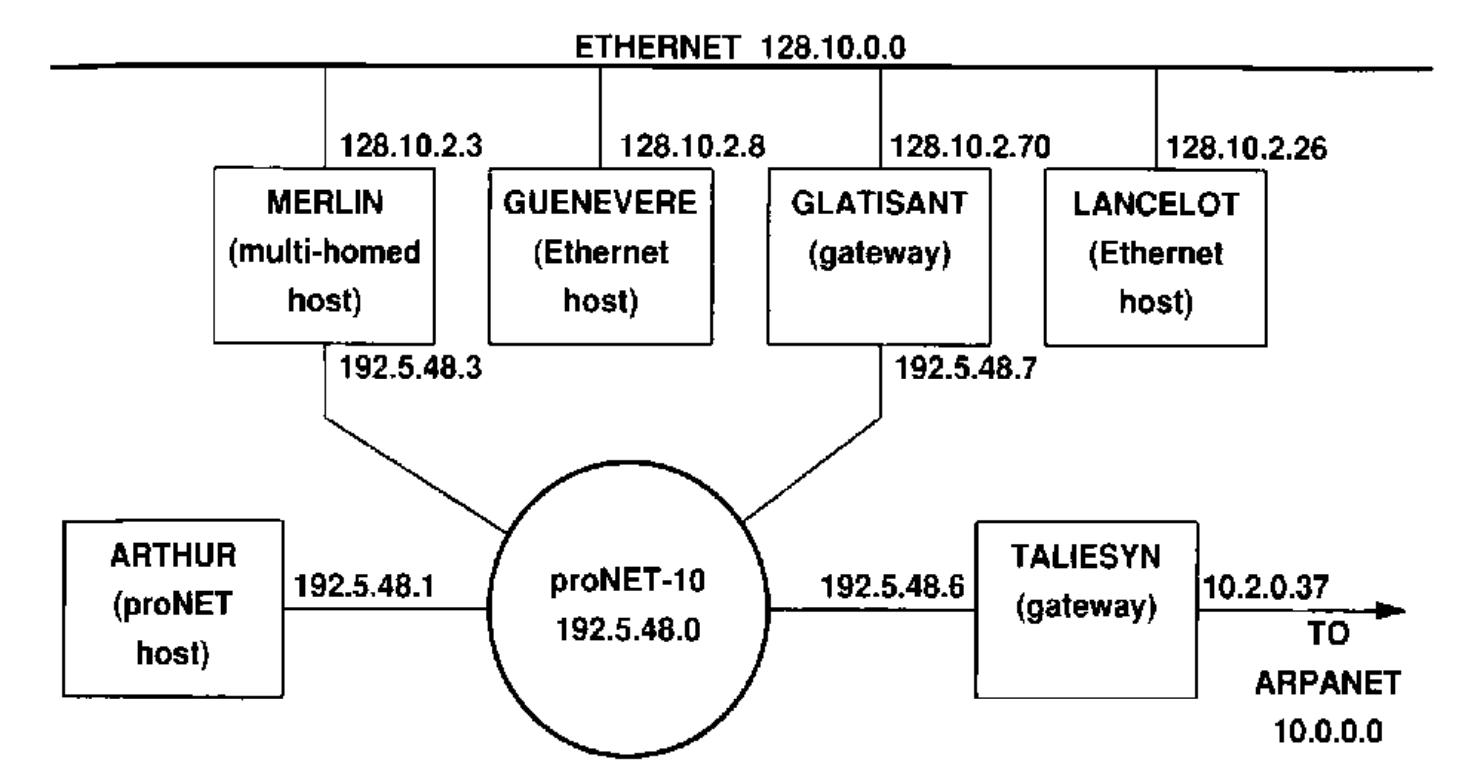 ETHERNET 128.10.0.0
128.10.2.3
128.10.2.8
128.10.2.70
128.10.2.26
MERLIN
(multi-homed
host)
GUENEVERE
(Ethernet
host)
GLATISANT
(gateway)
LANCELOT
(Ethernet
host)
192.5.48.3
192.5.48.7
ARTHUR
(proNET
host)
192.5.48.1
proNET-10
192.5.48.0
192.5.48.6
TALIESYN
(gateway)
10.2.0.37
TO
ARPANET
10.0.0.0